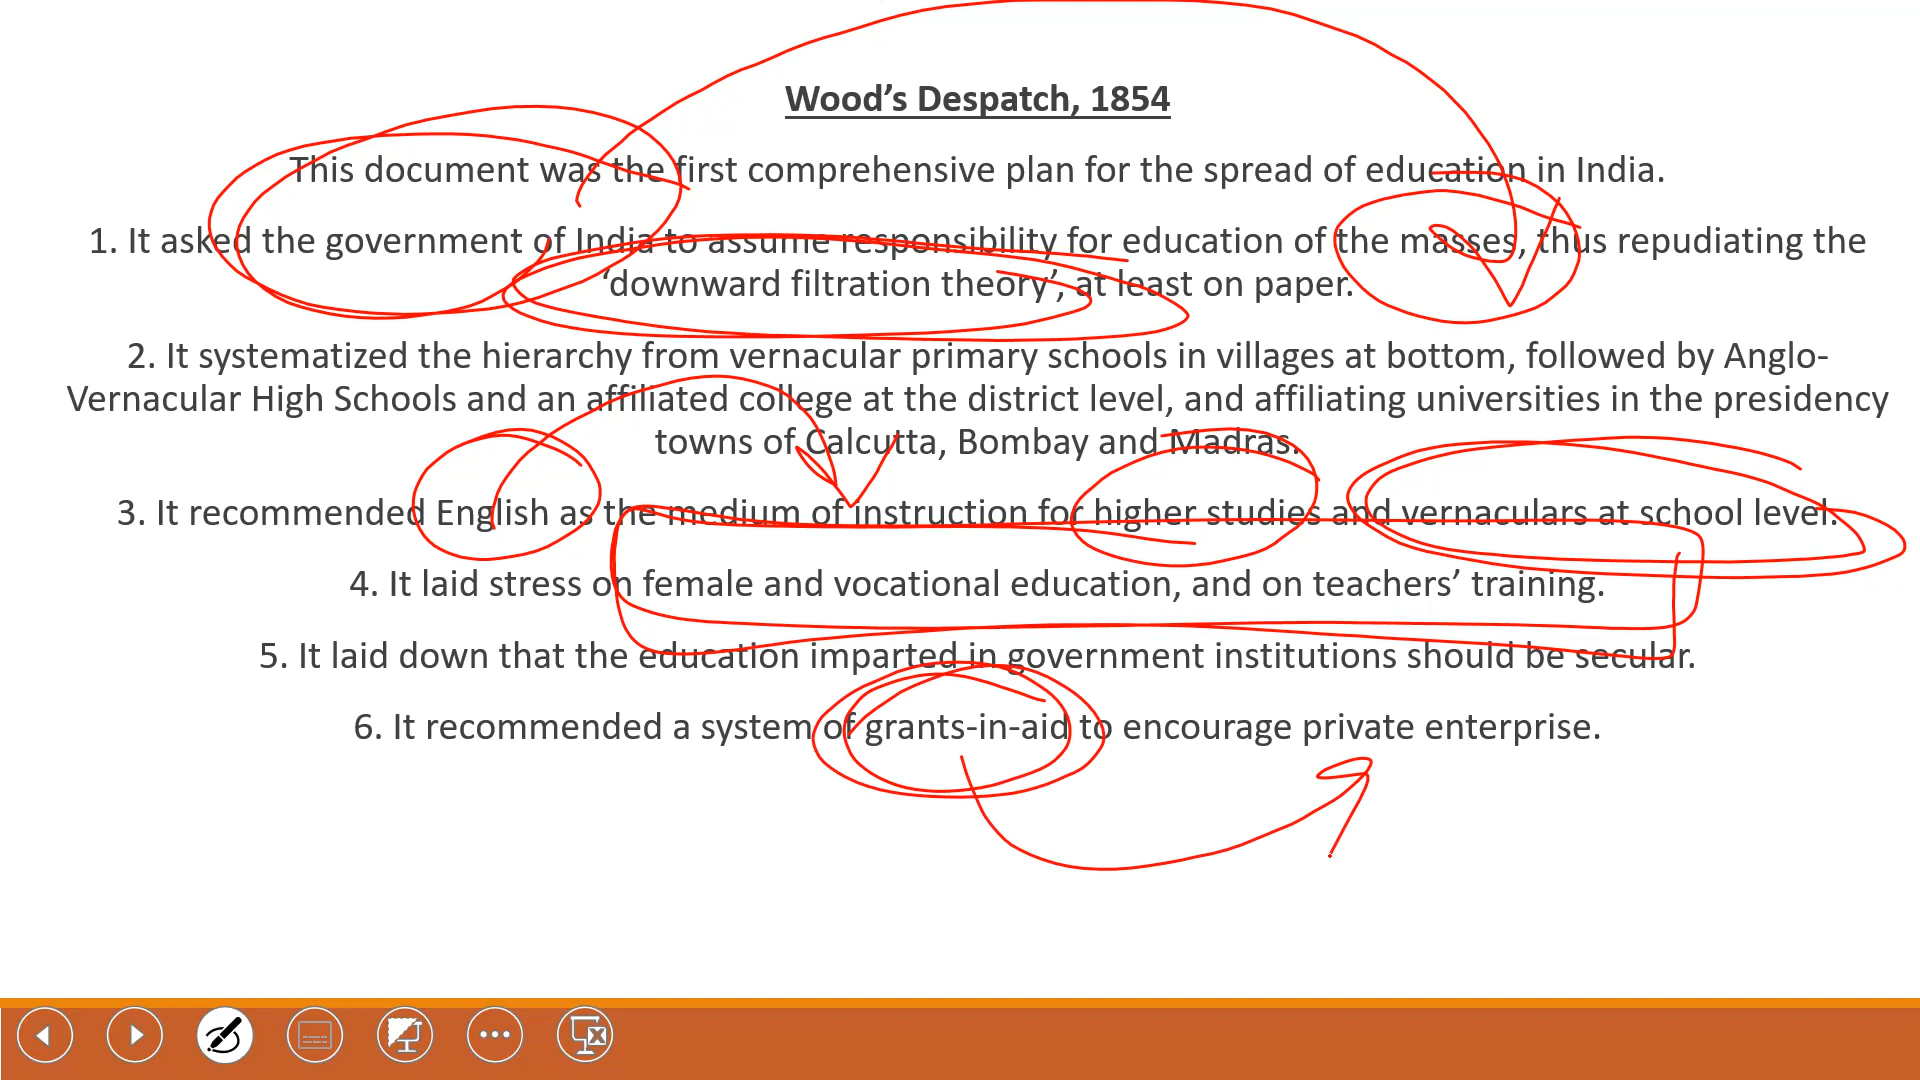 Wood’s Despatch, 1854
This document was the first comprehensive plan for the spread of education in India.
1. It asked the government of India to assume responsibility for education of the masses, thus repudiating the
‘downward filtration theory’, at least on paper.
2. It systematized the hierarchy from vernacular primary schools in villages at bottom, followed by Anglo-
Vernacular High Schools and an affiliated college at the district level, and affiliating universities in the presidency
towns of Calcutta, Bombay and Madras.
3. It recommended English as the medium of instruction for higher studies and vernaculars at school level.
4. It laid stress on female and vocational education, and on teachers’ training.
5. It laid down that the education imparted in government institutions should be secular.
6. It recommended a system of grants-in-aid to encourage private enterprise.